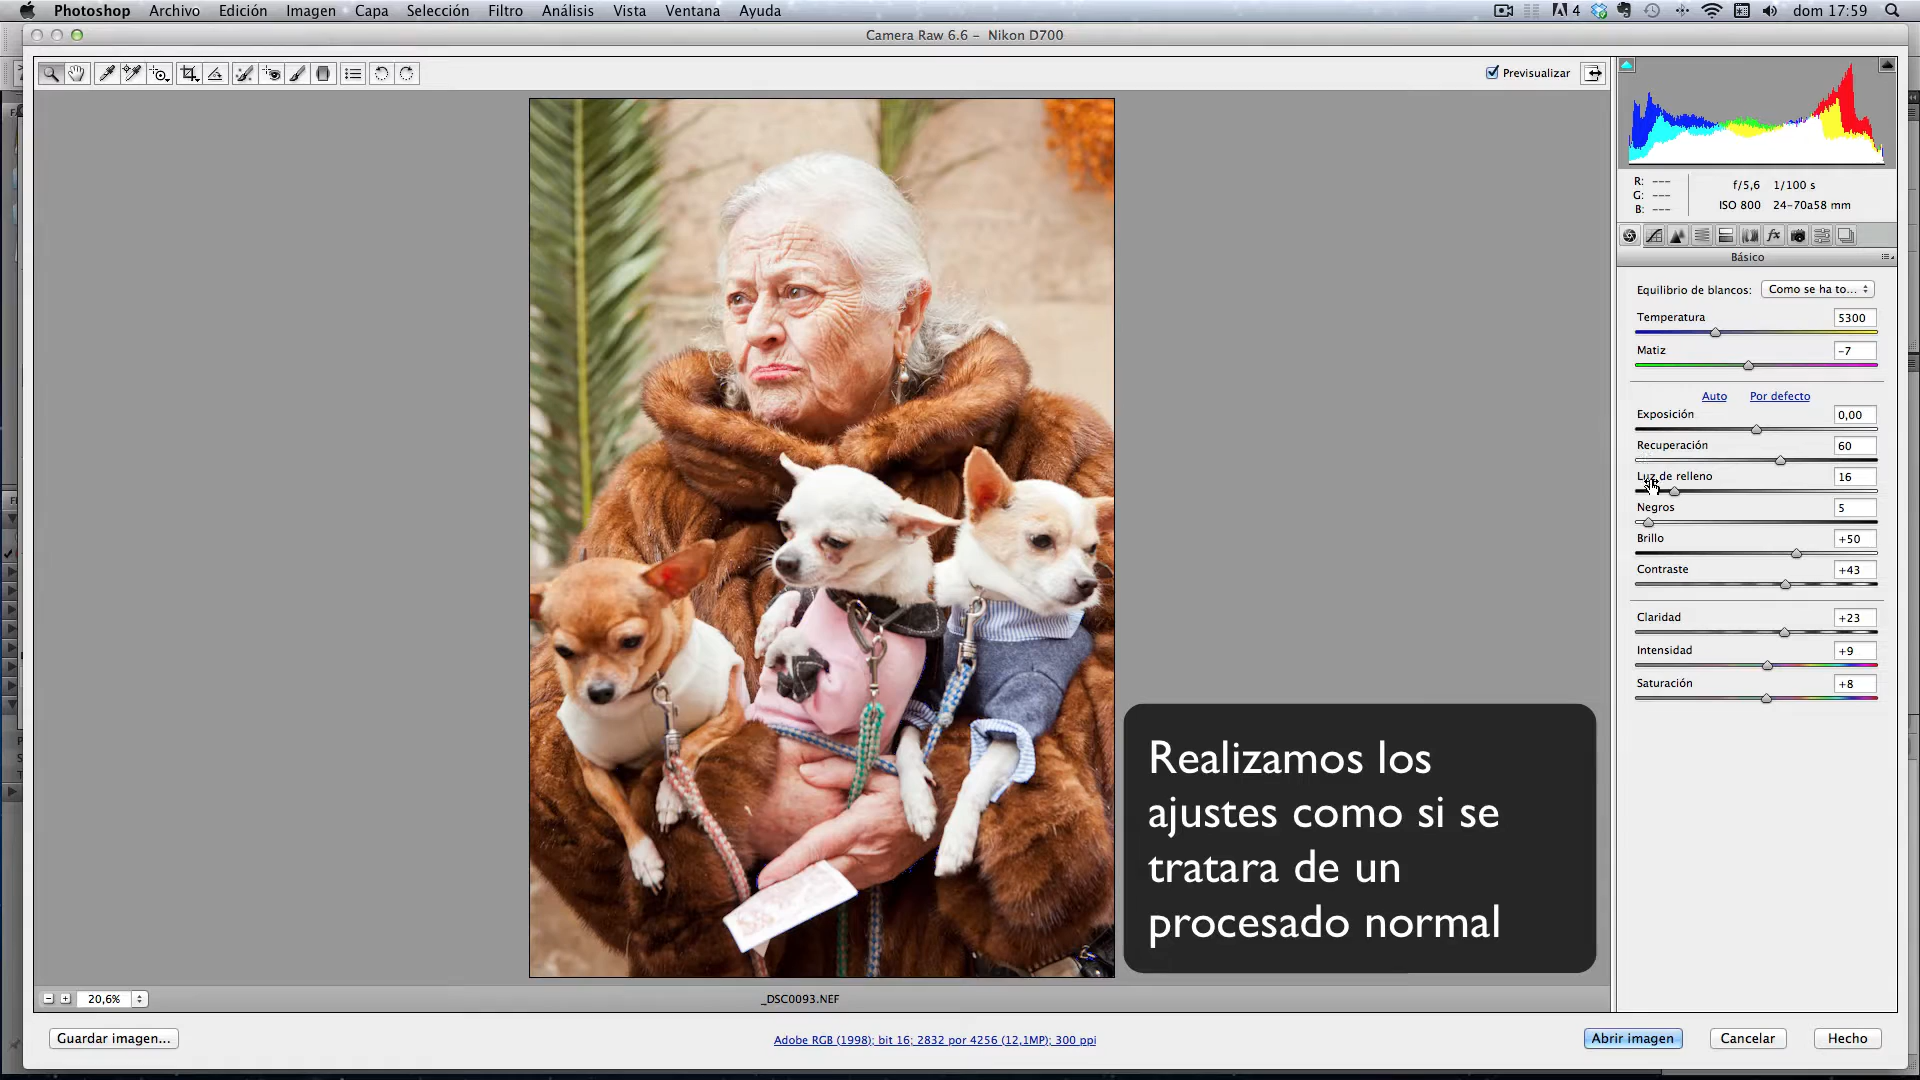 Photoshop Archivo Edición Imagen Capa Selección Filtro Análisis Vista Ventana Ayuda 4 dom 17:59
Camera Raw 6.6 - Nikon D700
Previsualizar
R: ---
G: ---
B: ---
f/5,6 1/100 s
ISO 800 24-70a58 mm
Básico
Equilibrio de blancos: Como se ha to...
Temperatura 5300
Matiz -7
Auto Por defecto
Exposición 0,00
Recuperación 60
Luz de relleno 16
Negros 5
Brillo +50
Contraste +43
Claridad +23
Intensidad +9
Saturación +8
Realizamos los
ajustes como si se
tratara de un
procesado normal
20,6%
_DSC0093.NEF
Guardar imagen...
Adobe RGB (1998); bit 16; 2832 por 4256 (12,1MP); 300 ppi
Abrir imagen Cancelar Hecho